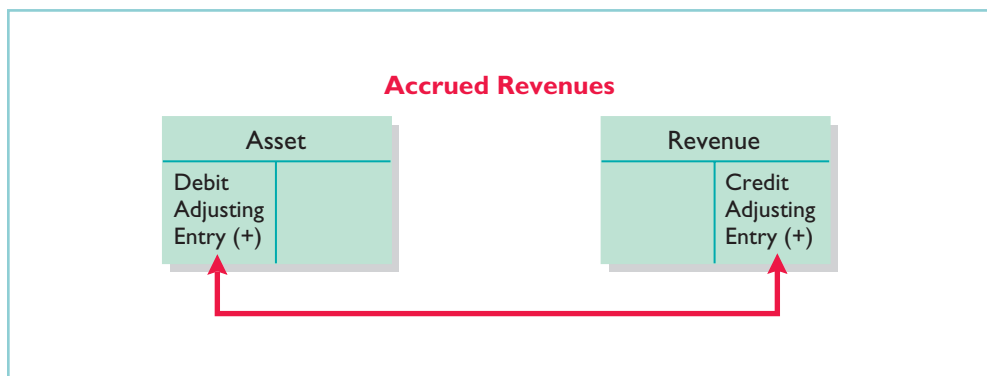 Accrued Revenues
Asset
Debit
Adjusting
Entry (+)
Revenue
Credit
Adjusting
Entry (+)